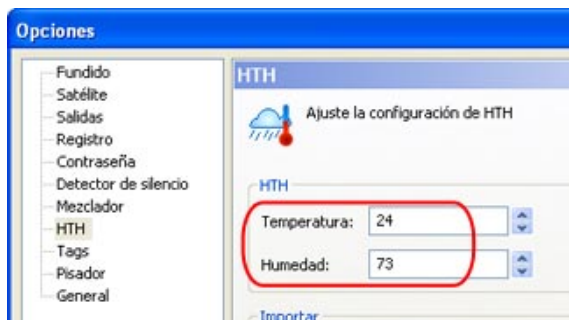 Opciones
Fundido
Satélite
Salidas
Registro
Contraseña
Detector de silencio
Mezclador
HTH
Tags
Pisador
General
HTH
Ajuste la configuración de HTH
HTH
Temperatura: 24
Humedad: 73
Importar